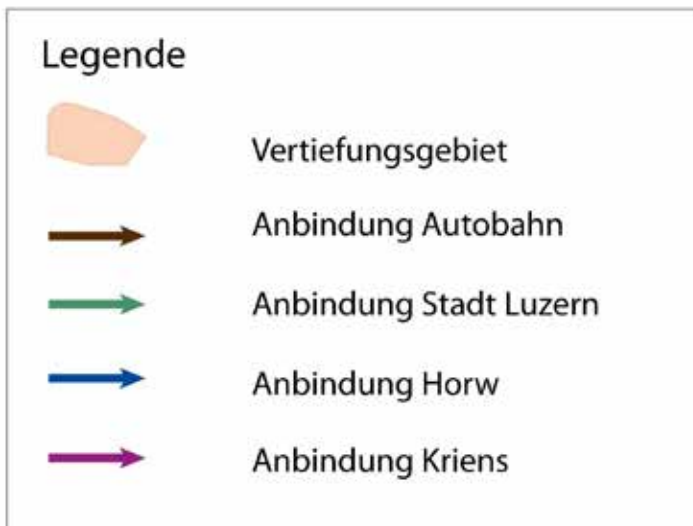 Legende
Vertiefungsgebiet
Anbindung Autobahn
Anbindung Stadt Luzern
Anbindung Horw
Anbindung Kriens